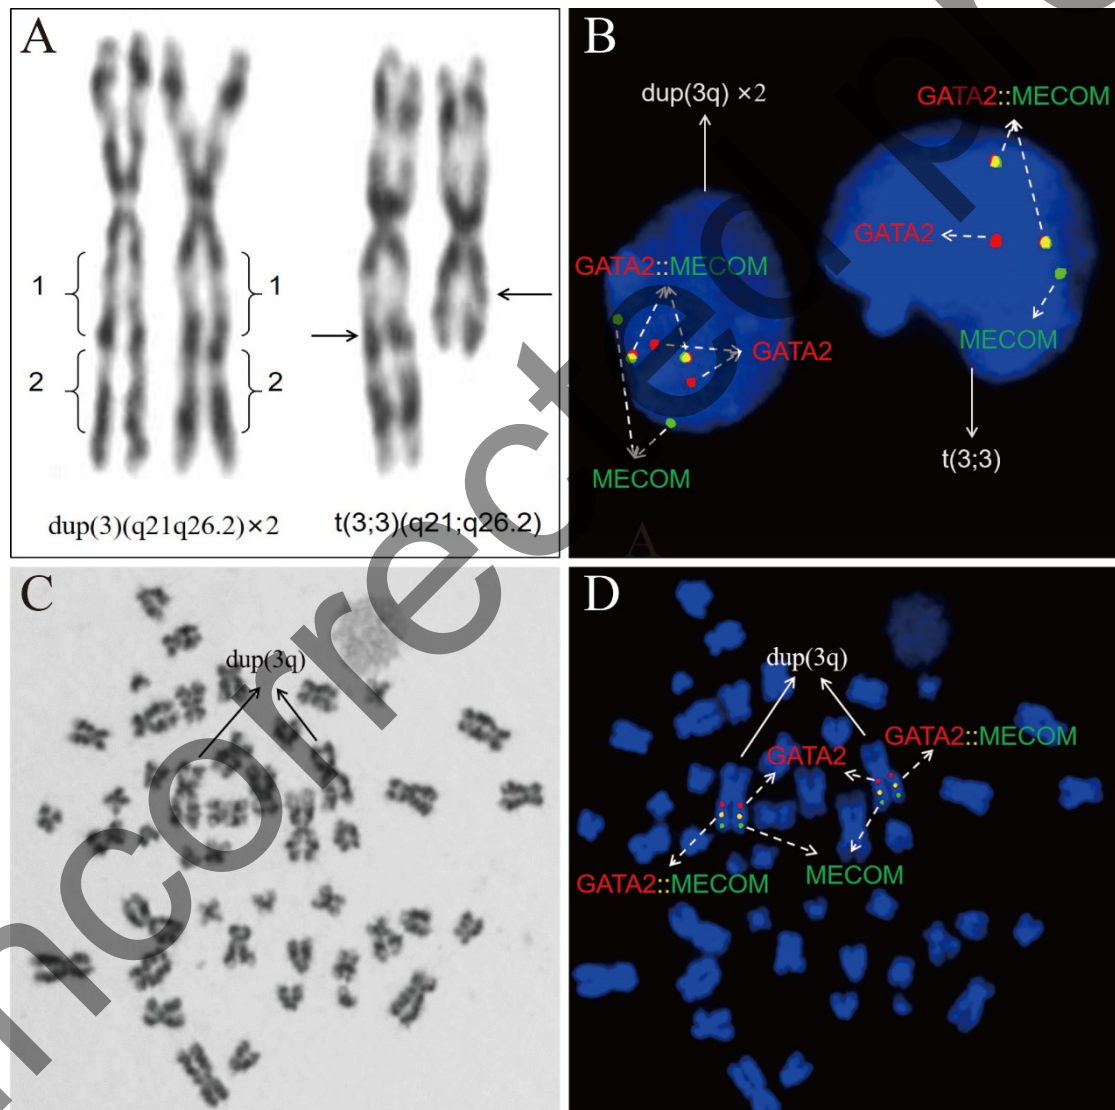 A
1
1
2
2
dup(3)(q21q26.2)×2
t(3;3)(q21;q26.2)
B
dup(3q) ×2
GATA2::MECOM
GATA2
GATA2::MECOM
GATA2
MECOM
MECOM
t(3;3)
A
C
dup(3q)
D
dup(3q)
GATA2
GATA2::MECOM
GATA2::MECOM
MECOM